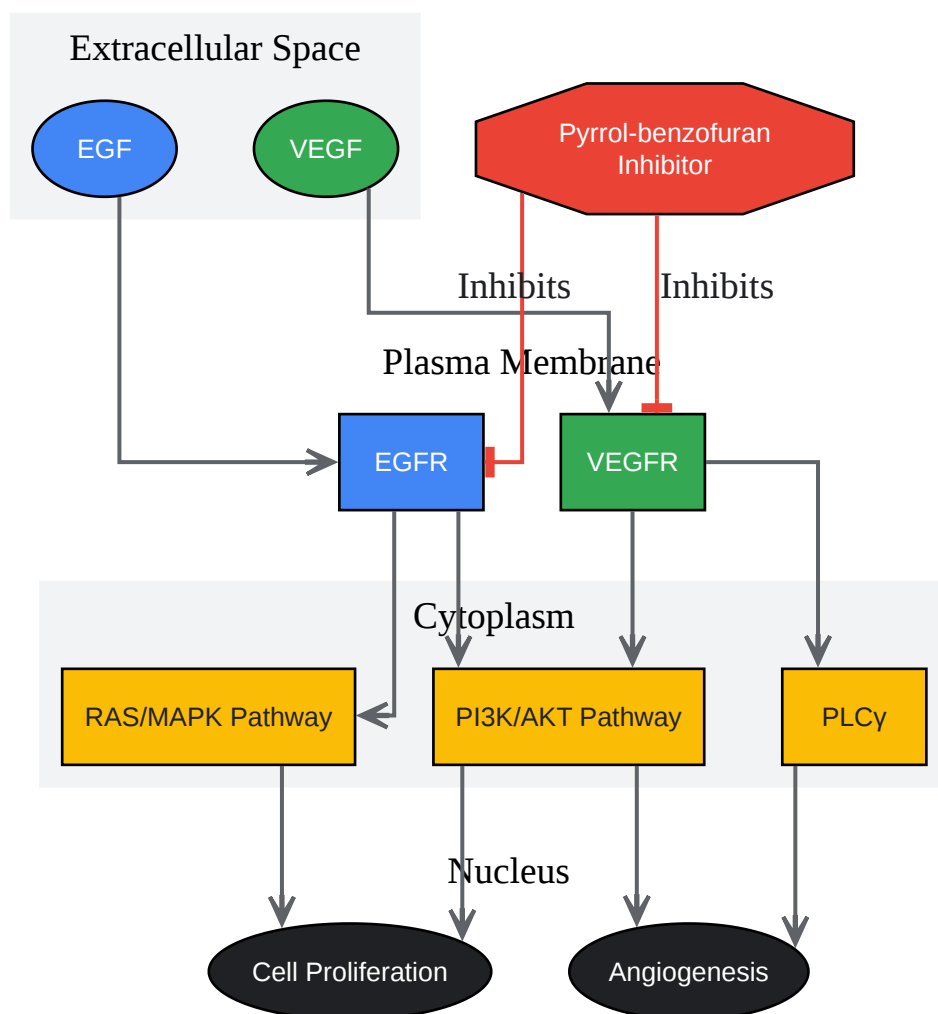 Extracellular Space
EGF
VEGF
Pyrrol-benzofuran
Inhibitor
Inhibits
Inhibits
Plasma Membrane
EGFR
VEGFR
Cytoplasm
RAS/MAPK Pathway
PI3K/AKT Pathway
PLCγ
Nucleus
Cell Proliferation
Angiogenesis